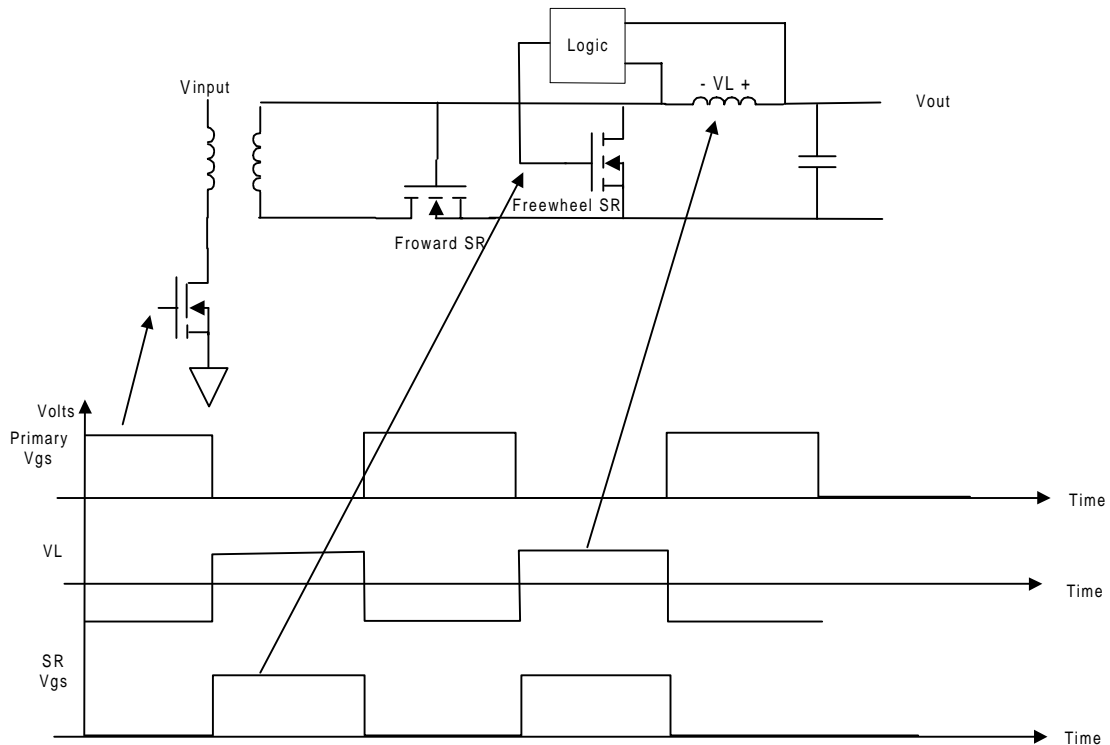 Logic
- VL +
Vinput
Vout
Freewheel SR
Froward SR
Volts
Primary
Vgs
Time
VL
Time
SR
Vgs
Time